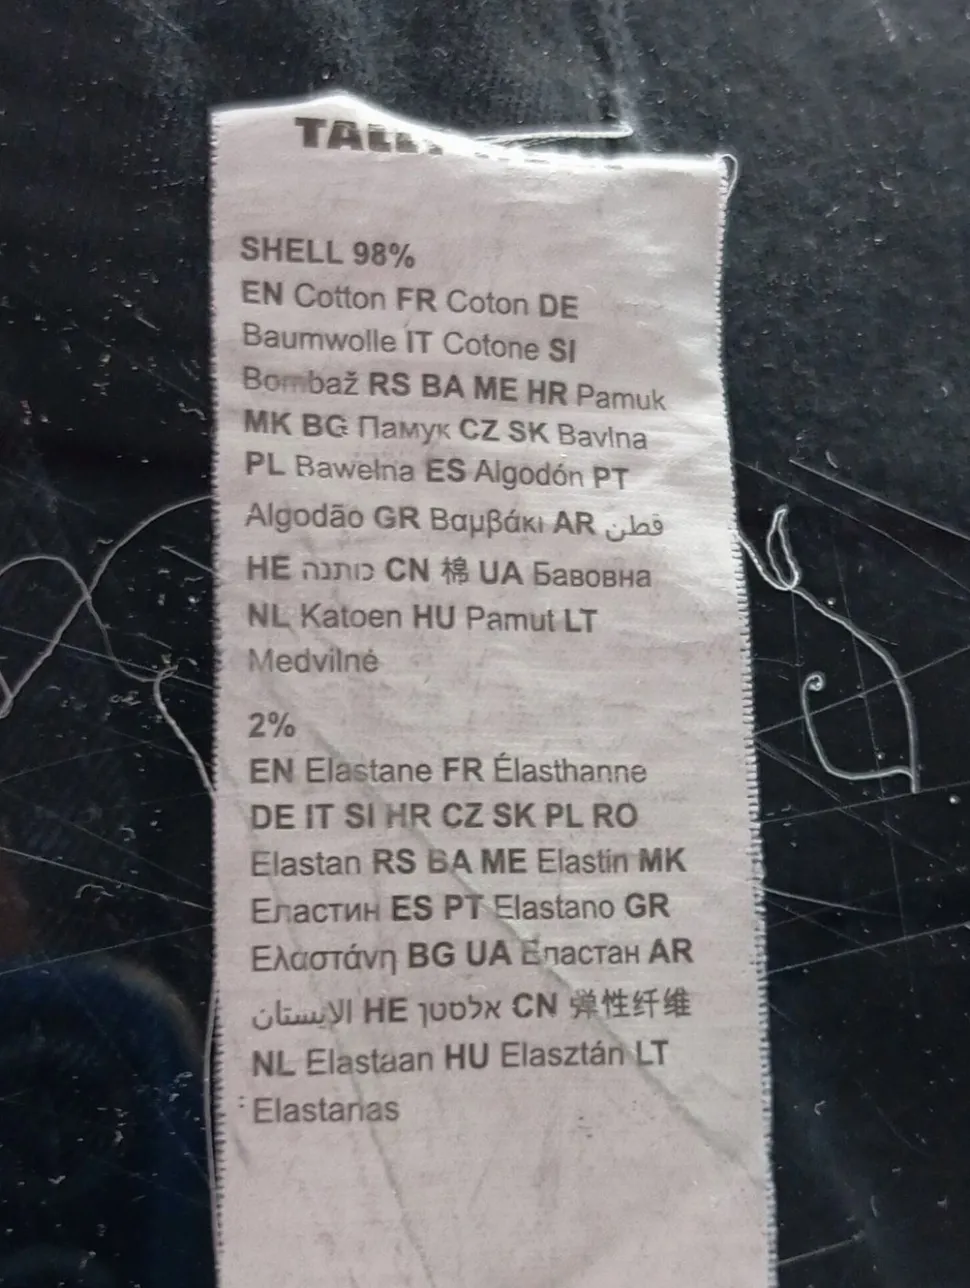 SHELL 98%
EN Cotton FR Coton DE
Baumwolle IT Cotone SI
Bombaž RS BA ME HR Pamuk
MK BG Памук CZ SK Bavlna
PL Bawełna ES Algodón PT
Algodão GR Βαμβάκι AR قطن
HE כותנה CN 棉 UA Бавовна
NL Katoen HU Pamut LT
Medvilnė
2%
EN Elastane FR Élasthanne
DE IT SI HR CZ SK PL RO
Elastan RS BA ME Elastin MK
Еластин ES PT Elastano GR
Ελαστάνη BG UA Еластан AR
الايستان HE אלסטן CN 弹性纤维
NL Elastaan HU Elasztán LT
Elastanas